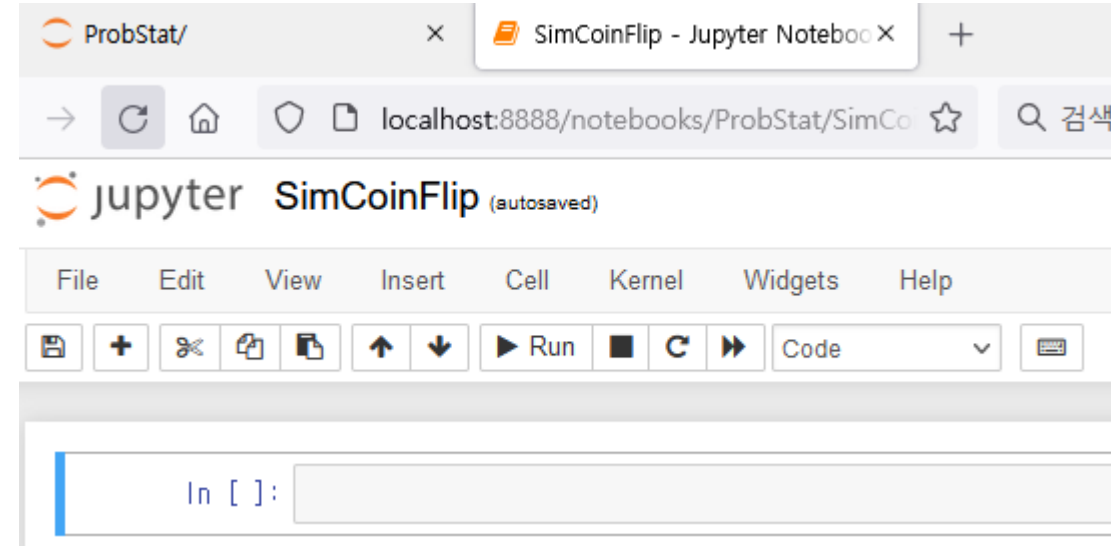 ProbStat/
SimCoinFlip - Jupyter Noteboo
localhost:8888/notebooks/ProbStat/SimCo
검색
jupyter SimCoinFlip (autosaved)
File Edit View Insert Cell Kernel Widgets Help
Run Code
In [ ]: